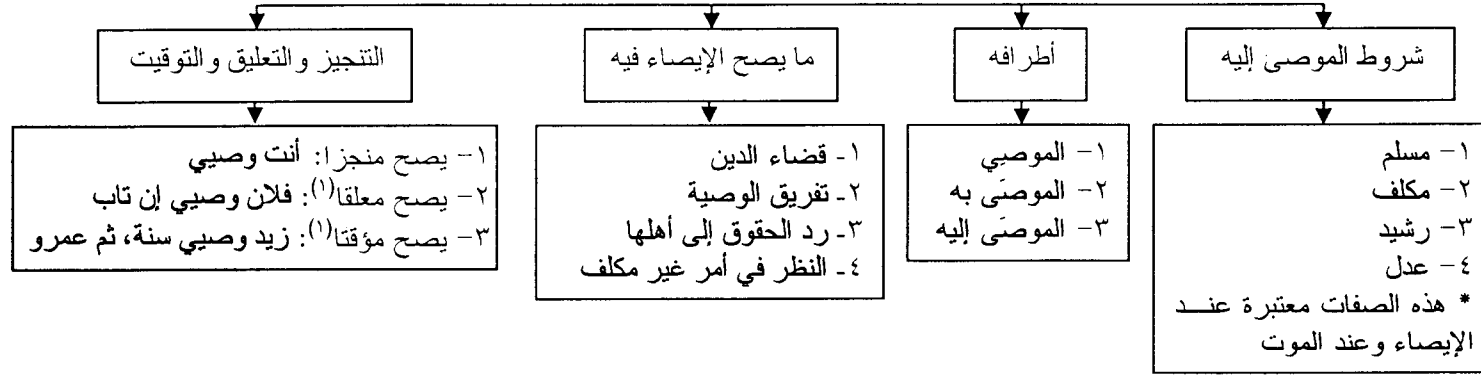 شروط الموصى إليه
١- مسلم
٢- مكلف
٣- رشيد
٤- عدل
* هذه الصفات معتبرة عنــد
الإيصاء وعند الموت
أطرافه
١- الموصِي
٢- الموصَى به
٣- الموصَى إليه
ما يصح الإيصاء فيه
١- قضاء الدين
٢- تفريق الوصية
٣- رد الحقوق إلى أهلها
٤- النظر في أمر غير مكلف
التنجيز والتعليق والتوقيت
١- يصح منجزا: أنت وصيي
٢- يصح معلقا(١): فلان وصيي إن تاب
٣- يصح مؤقتا(١): زيد وصيي سنة، ثم عمرو